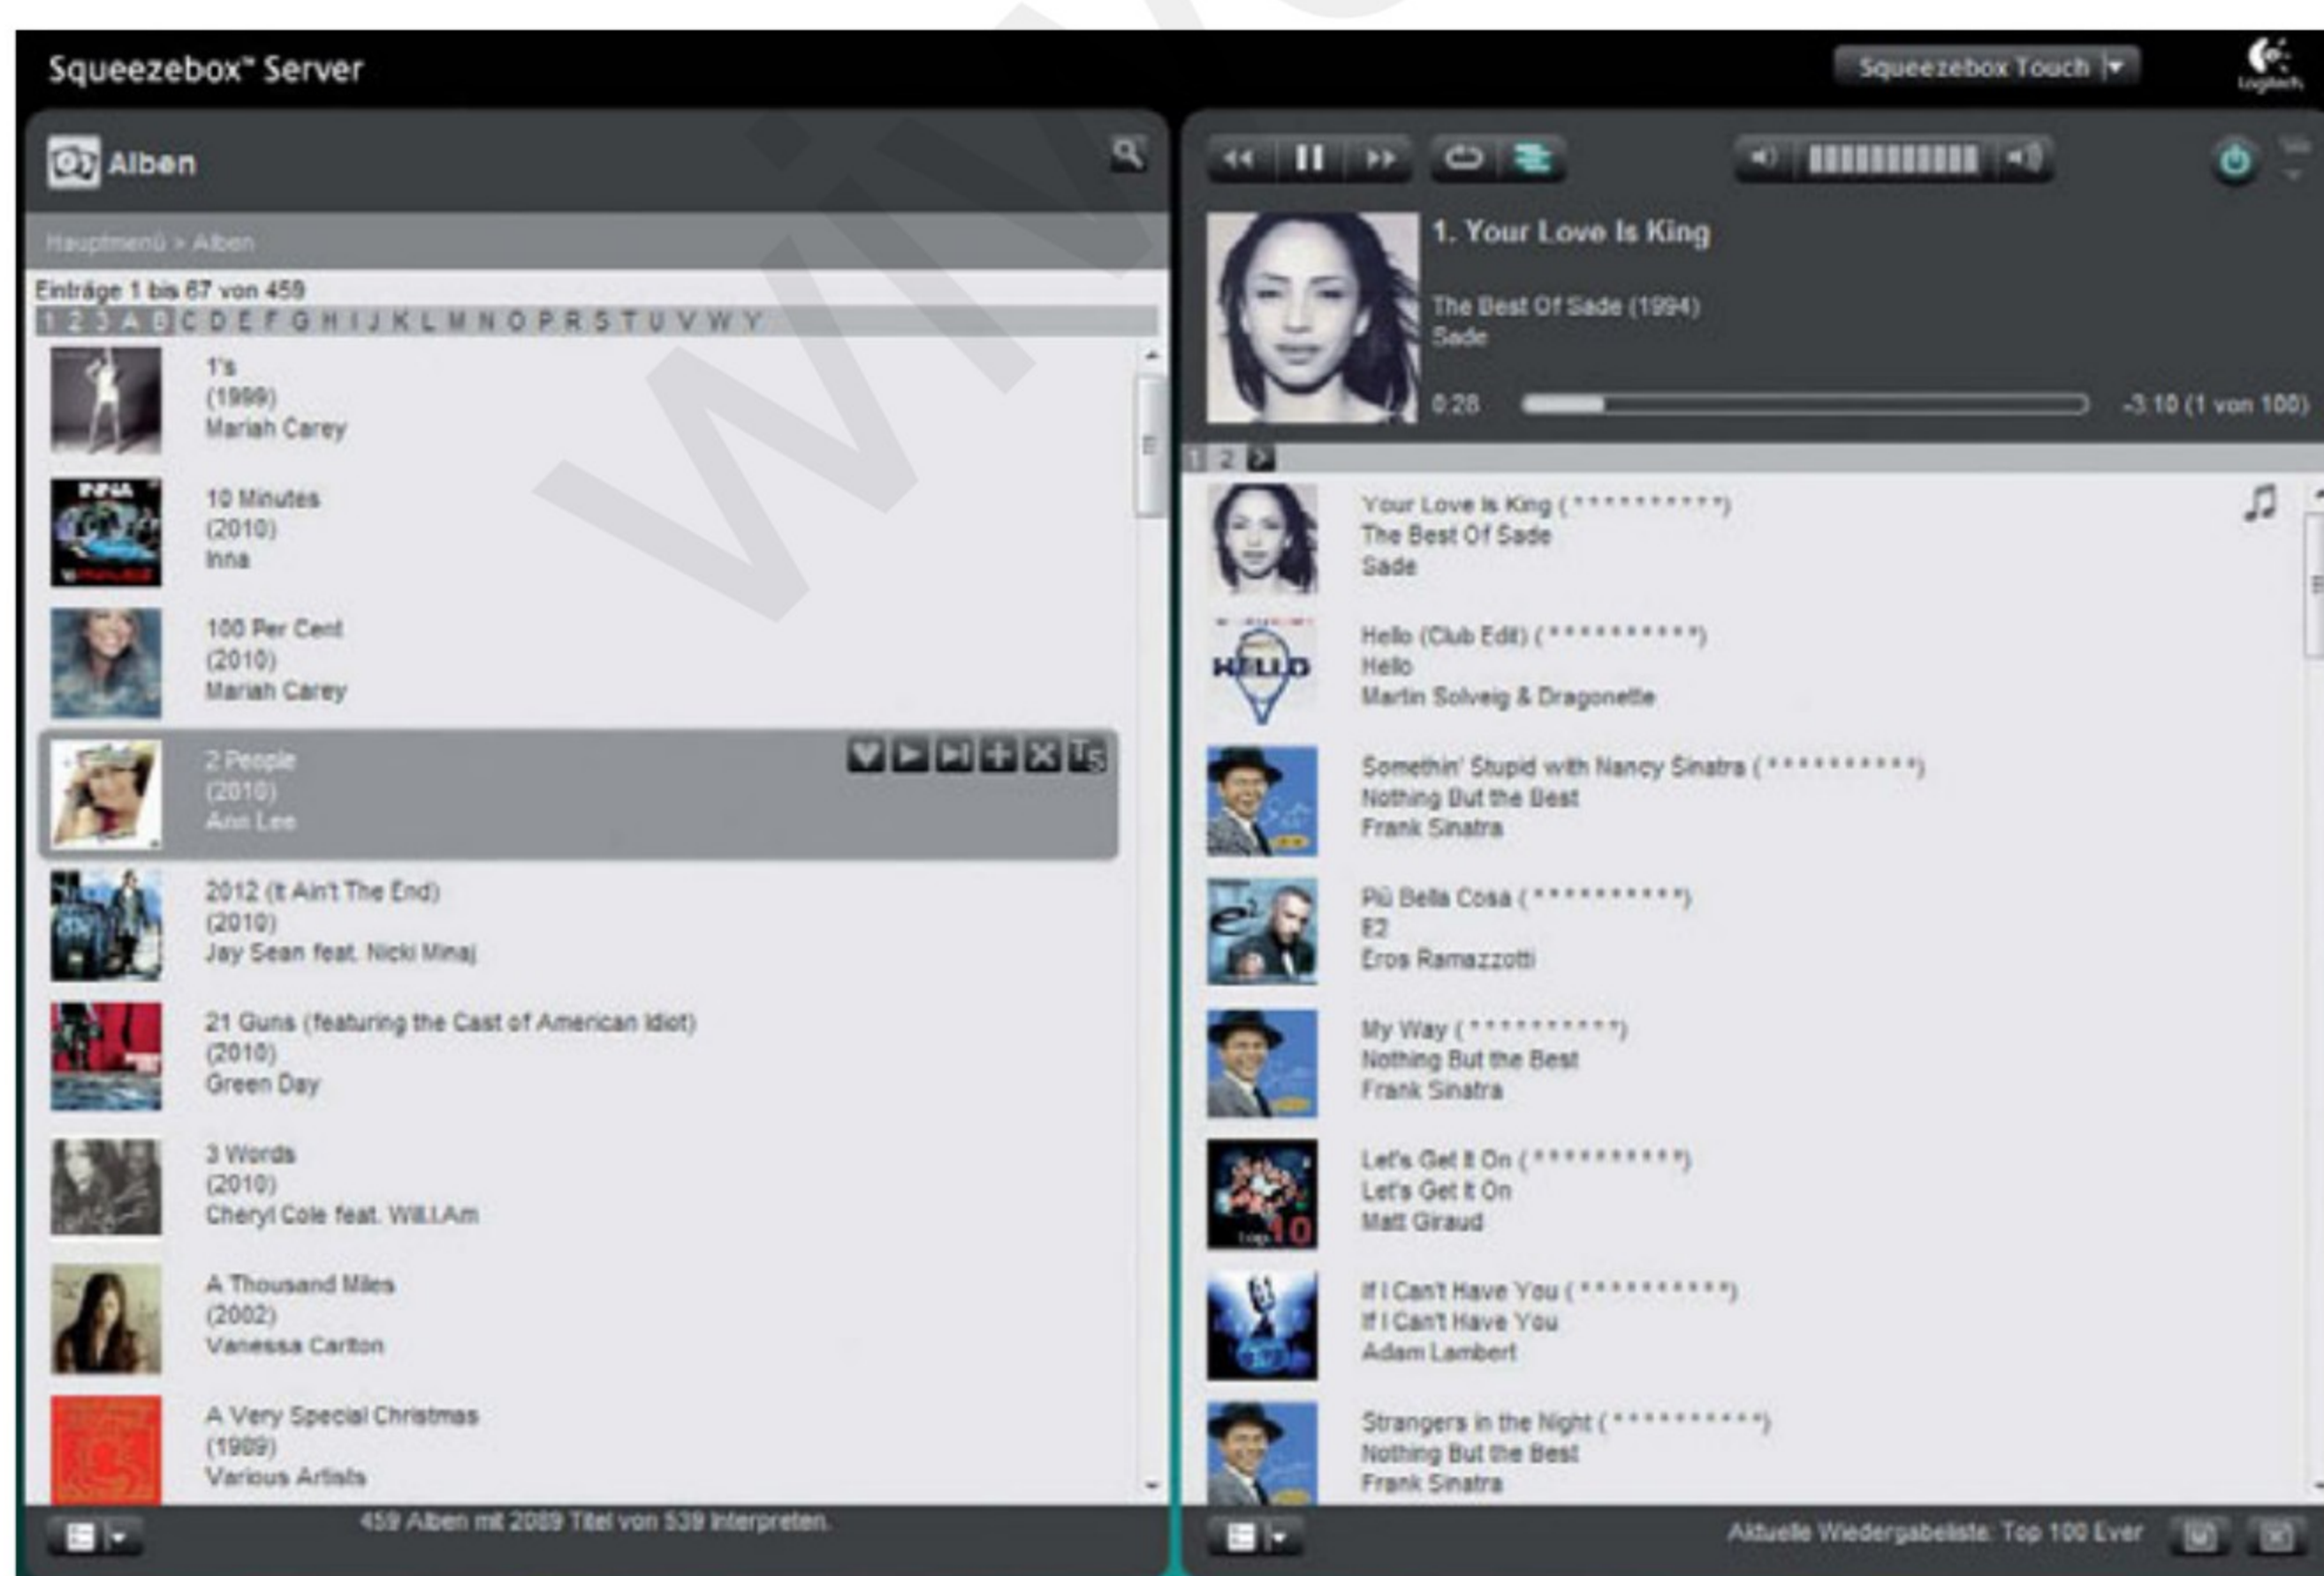 Squeezebox™ Server
Squeezebox Touch
Logitech
Alben
Hauptmenü > Alben
Einträge 1 bis 67 von 459
1 2 3 A B C D E F G H I J K L M N O P R S T U V W Y
1's
(1999)
Mariah Carey
INNA
10 Minutes
(2010)
Inna
100 Per Cent
(2010)
Mariah Carey
2 People
(2010)
Ann Lee
2012 (It Ain't The End)
(2010)
Jay Sean feat. Nicki Minaj
21 Guns (featuring the Cast of American Idiot)
(2010)
Green Day
3 Words
(2010)
Cheryl Cole feat. Will.I.Am
A Thousand Miles
(2002)
Vanessa Carlton
A Very Special Christmas
(1989)
Various Artists
459 Alben mit 2089 Titel von 539 Interpreten.
1. Your Love Is King
The Best Of Sade (1994)
Sade
0:28
-3:10 (1 von 100)
1 2 >
Your Love Is King (**********)
The Best Of Sade
Sade
HELLO
Hello (Club Edit) (**********)
Hello
Martin Solveig & Dragonette
Somethin' Stupid with Nancy Sinatra (**********)
Nothing But the Best
Frank Sinatra
e²
Più Bella Cosa (**********)
E2
Eros Ramazzotti
My Way (**********)
Nothing But the Best
Frank Sinatra
Top 10
Let's Get It On (**********)
Let's Get It On
Matt Giraud
If I Can't Have You (**********)
If I Can't Have You
Adam Lambert
Strangers in the Night (**********)
Nothing But the Best
Frank Sinatra
Aktuelle Wiedergabeliste: Top 100 Ever